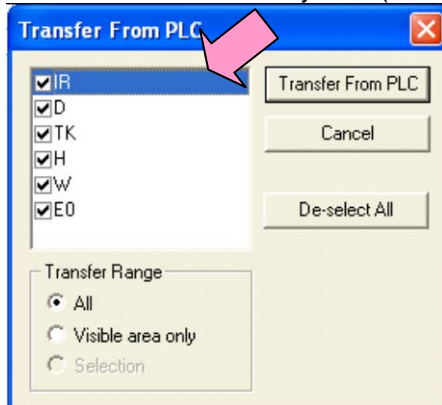 Transfer From PLC
IR
D
TK
H
W
E0
Transfer From PLC
Cancel
De-select All
Transfer Range
All
Visible area only
Selection